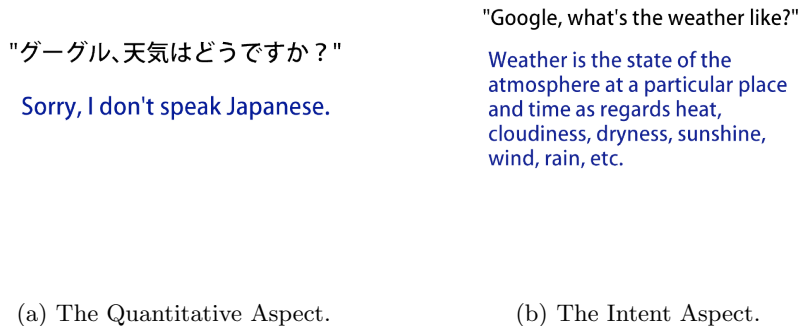 "グーグル、天気はどうですか？"
Sorry, I don't speak Japanese.
(a) The Quantitative Aspect.
"Google, what's the weather like?"
Weather is the state of the
atmosphere at a particular place
and time as regards heat,
cloudiness, dryness, sunshine,
wind, rain, etc.
(b) The Intent Aspect.